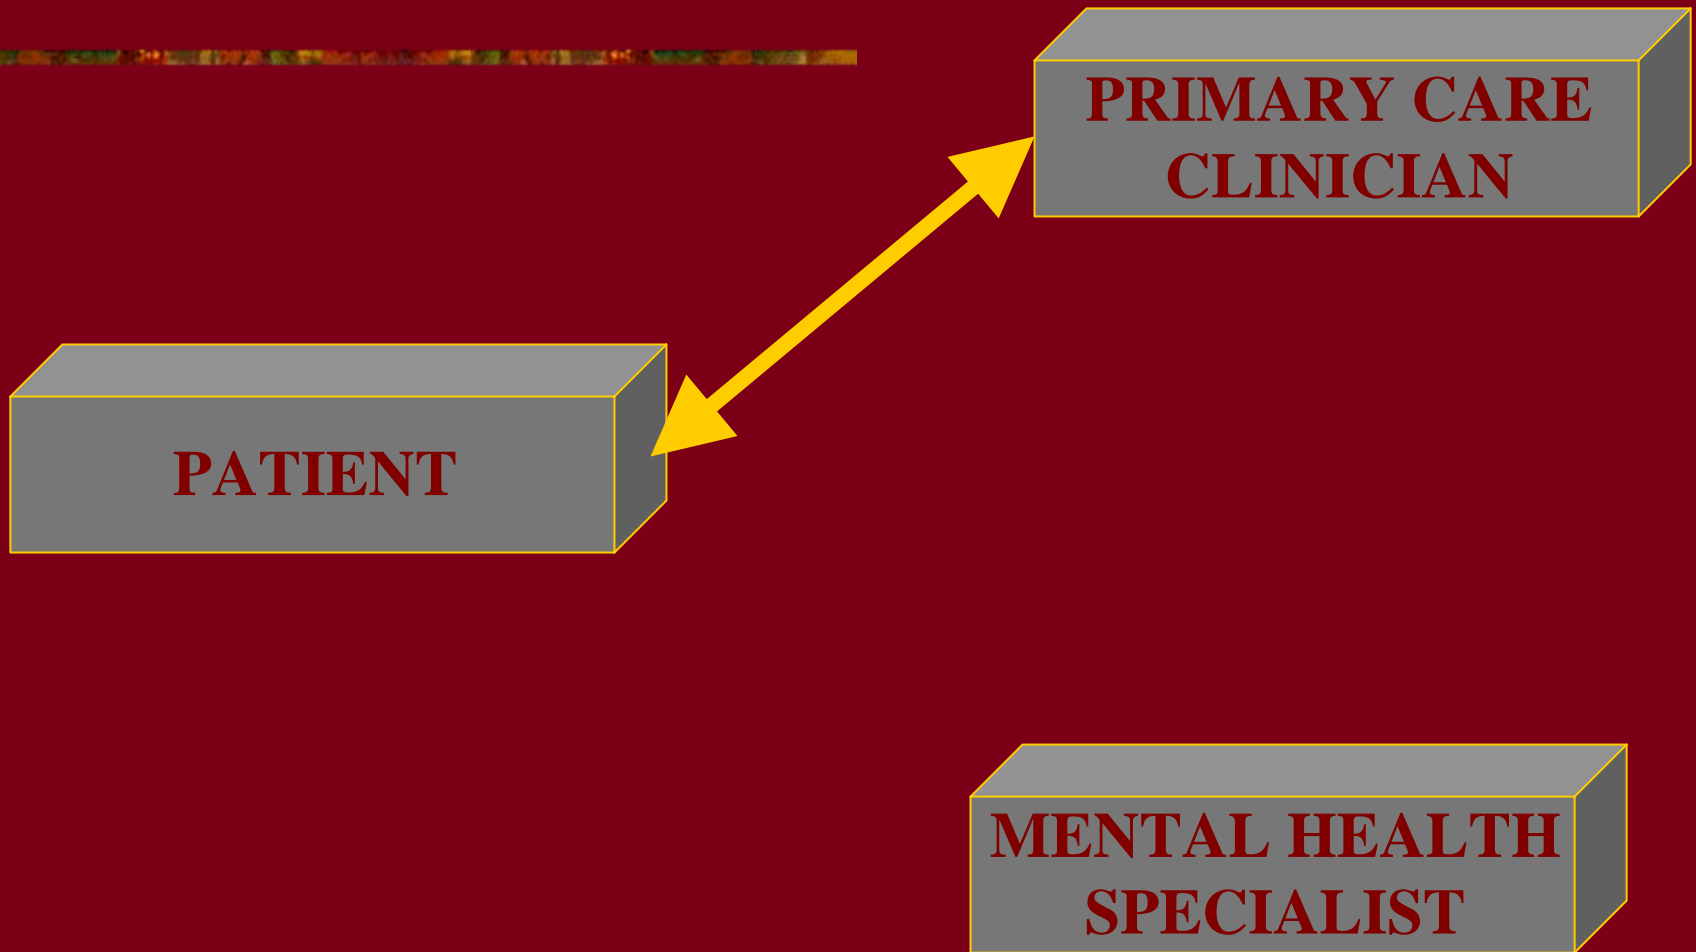 PRIMARY CARE
CLINICIAN
PATIENT
MENTAL HEALTH
SPECIALIST